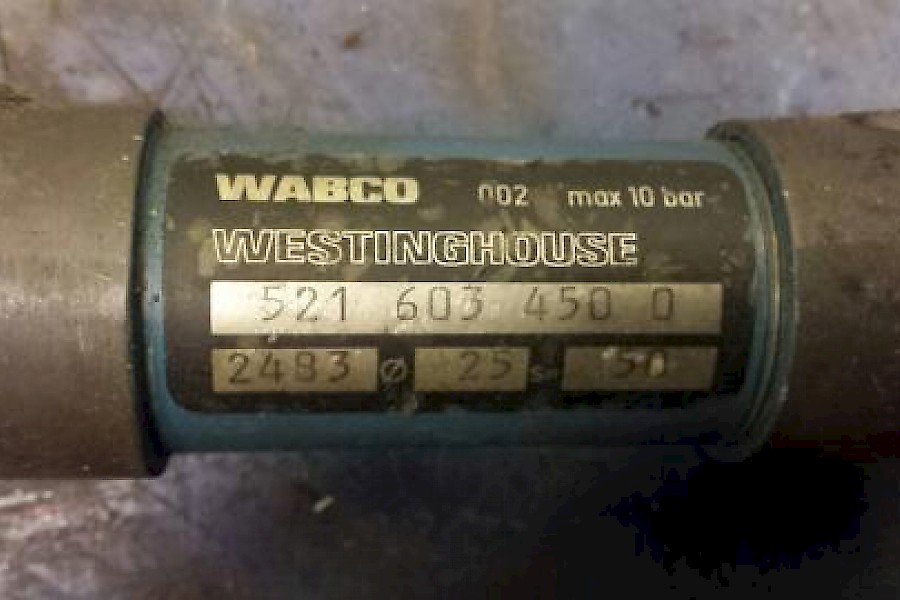 WABCO 002 max 10 bar
WESTINGHOUSE
521 603 450 0
2483 Ø 25 s- 50